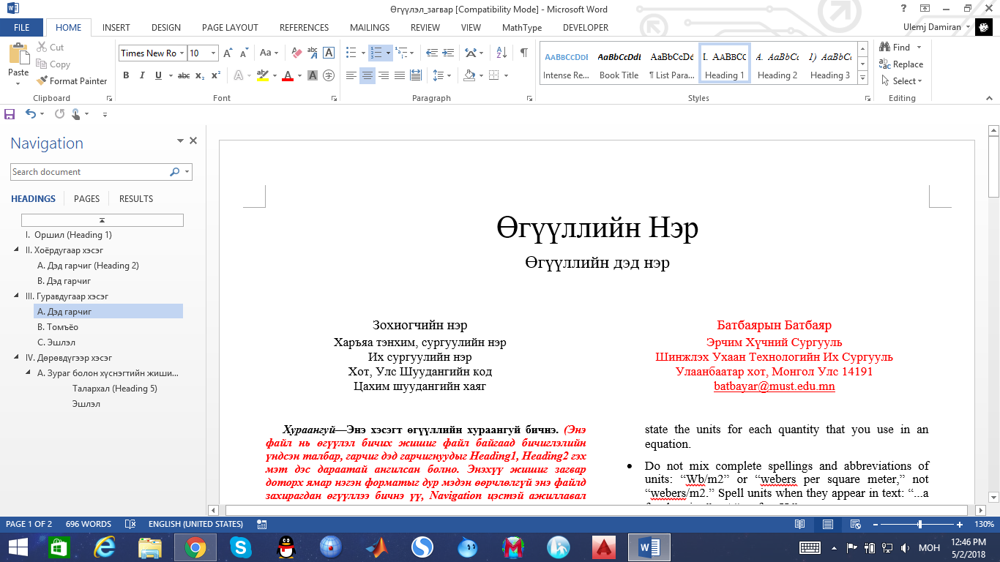 Өгүүлэл_загвар [Compatibility Mode] - Microsoft Word
FILE HOME INSERT DESIGN PAGE LAYOUT REFERENCES MAILINGS REVIEW VIEW MathType DEVELOPER Ulemj Damiran
Paste
Cut
Copy
Format Painter
Clipboard
Times New Ro 10
Font
Paragraph
AABBCCDDI AaBbCcDdI AaBbCcDd I. AABBCC A. AaBbCc 1) AaBbCc
Intense Re... Book Title ¶ List Para... Heading 1 Heading 2 Heading 3
Styles
Find
Replace
Select
Editing
Navigation
Search document
HEADINGS PAGES RESULTS
I. Оршил (Heading 1)
II. Хоёрдугаар хэсэг
A. Дэд гарчиг (Heading 2)
B. Дэд гарчиг
III. Гуравдугаар хэсэг
A. Дэд гарчиг
B. Томъёо
C. Эшлэл
IV. Дөрөвдүгээр хэсэг
A. Зураг болон хүснэгтийн жиши...
Талархал (Heading 5)
Эшлэл
Өгүүллийн Нэр
Өгүүллийн дэд нэр
Зохиогчийн нэр
Харъяа тэнхим, сургуулийн нэр
Их сургуулийн нэр
Хот, Улс Шуудангийн код
Цахим шуудангийн хаяг
Батбаярын Батбаяр
Эрчим Хүчний Сургууль
Шинжлэх Ухаан Технологийн Их Сургууль
Улаанбаатар хот, Монгол Улс 14191
batbayar@must.edu.mn
Хураангуй—Энэ хэсэгт өгүүллийн хураангуй бичнэ. (Энэ
файл нь өгүүлэл бичих жишиг файл байгаад бичиглэлийн
үндсэн талбар, гарчиг дэд гарчигнуудыг Heading1, Heading2 гэх
мэт дэс дараатай ангилсан болно. Энэхүү жишиг загвар
доторх ямар нэгэн форматыг дур мэдэн өөрчлөлгүй энэ файлд
захирагдан өгүүллээ бичнэ үү, Navigation цэстэй ажиллавал
state the units for each quantity that you use in an
equation.
• Do not mix complete spellings and abbreviations of
units: “Wb/m2” or “webers per square meter,” not
“webers/m2.” Spell units when they appear in text: “...a
PAGE 1 OF 2 696 WORDS ENGLISH (UNITED STATES) 130%
МОН 12:46 PM
5/2/2018